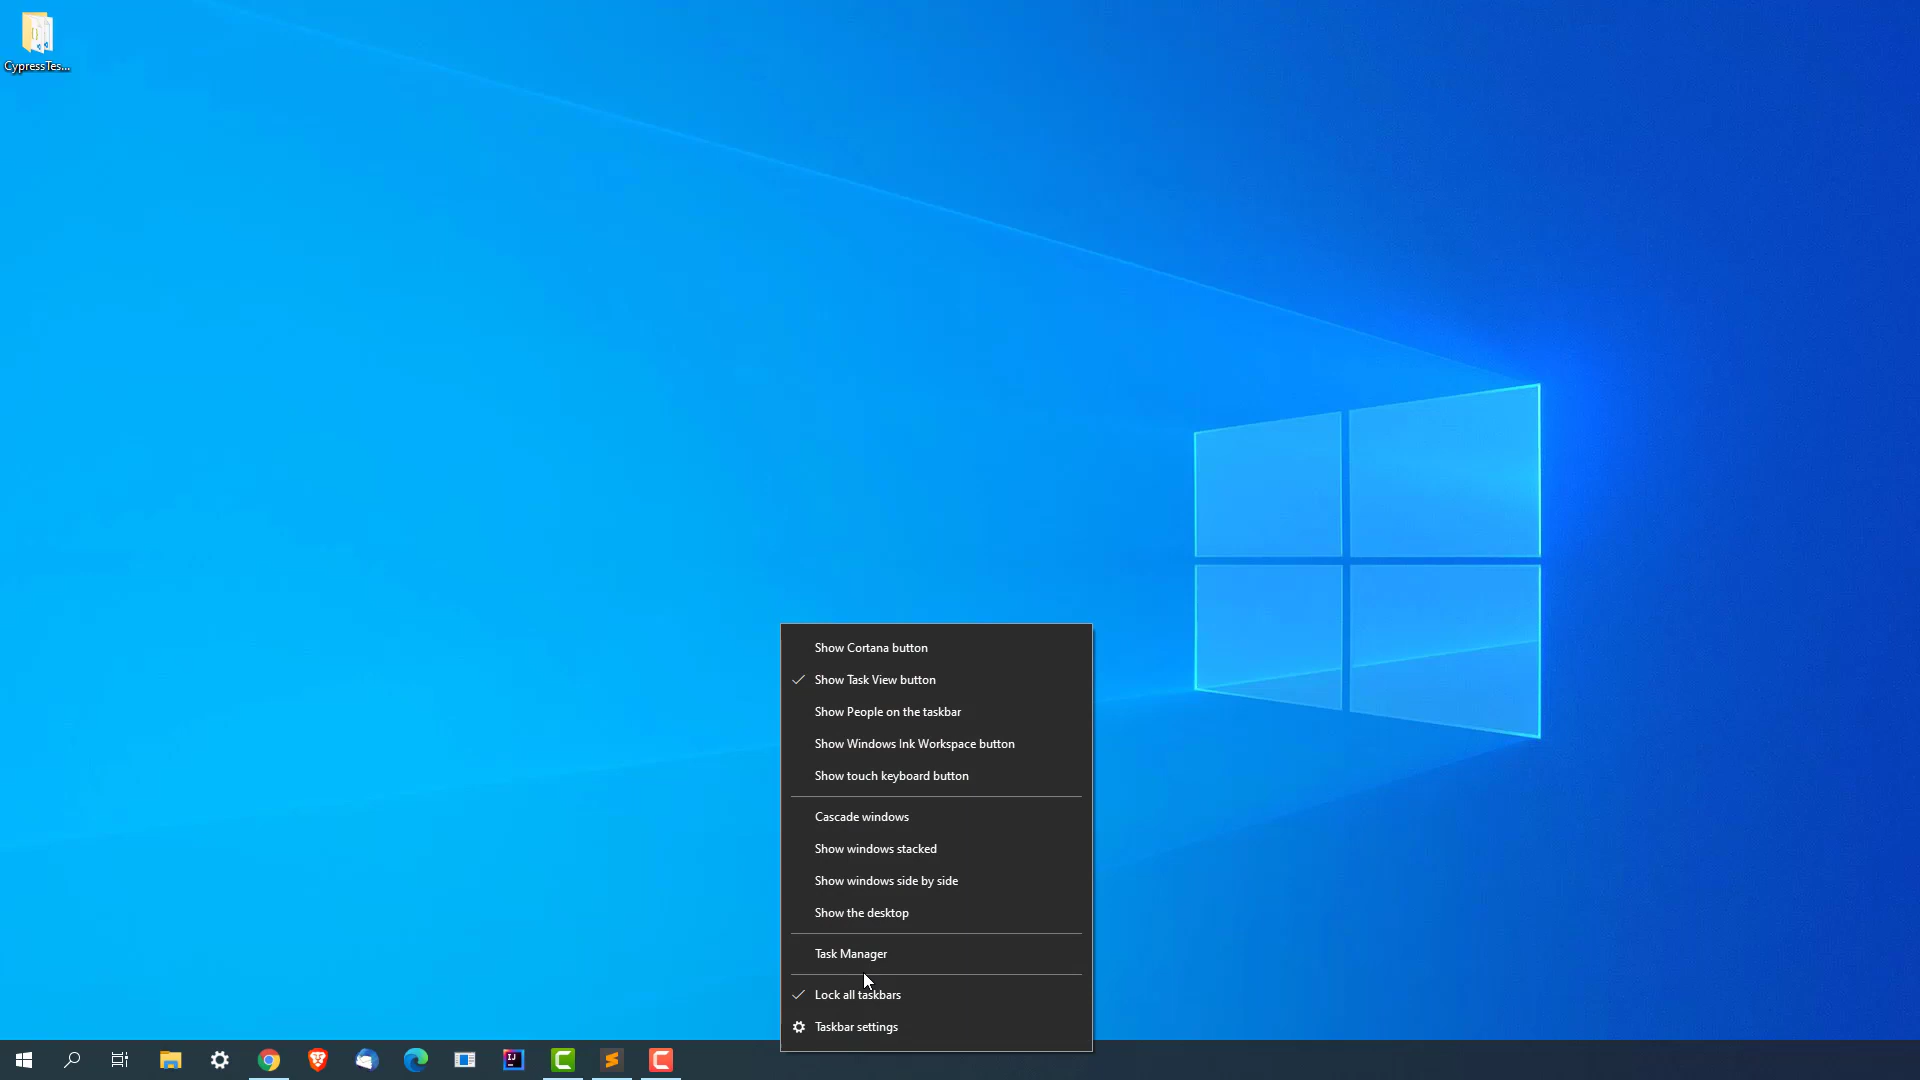 CypressTes...
Show Cortana button
Show Task View button
Show People on the taskbar
Show Windows Ink Workspace button
Show touch keyboard button
Cascade windows
Show windows stacked
Show windows side by side
Show the desktop
Task Manager
Lock all taskbars
Taskbar settings
IJ